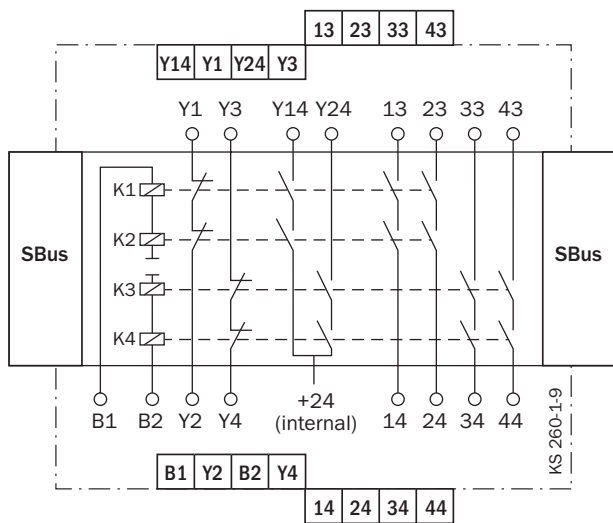 13 23 33 43
Y14 Y1 Y24 Y3
Y1 Y3 Y14 Y24 13 23 33 43
K1
K2
SBus SBus
K3
K4
B1 B2 Y2 Y4 +24 14 24 34 44
(internal)
KS 260-1-9
B1 Y2 B2 Y4
14 24 34 44